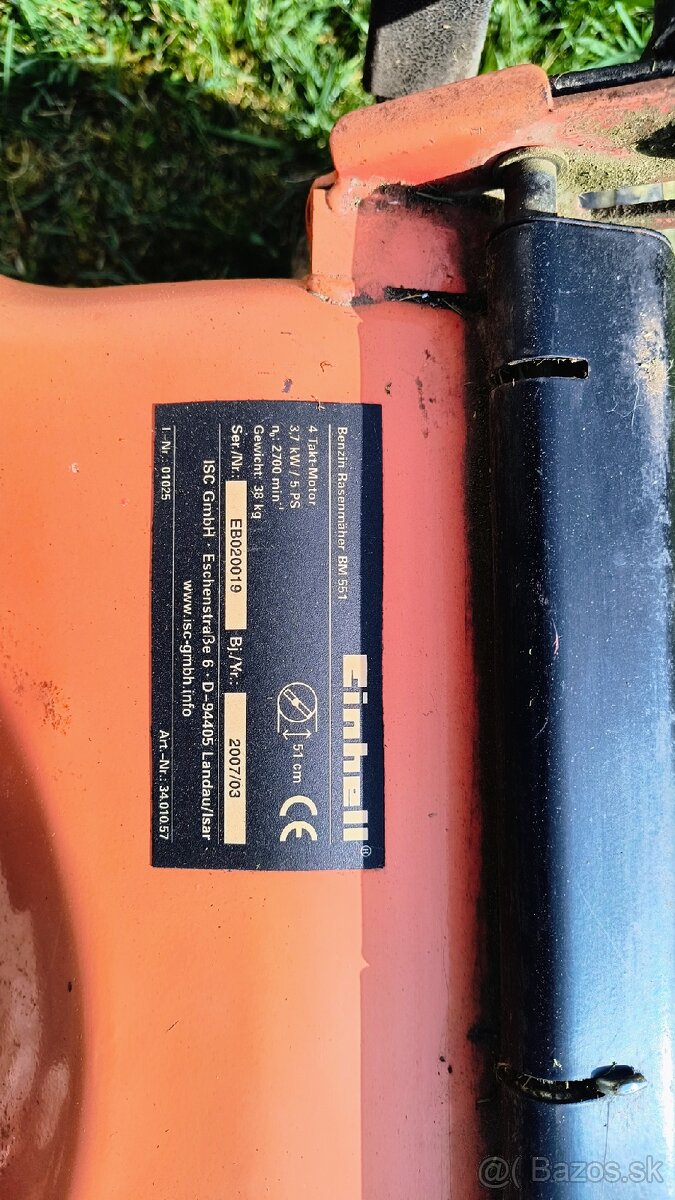 Benzin Rasenmäher BM 551
Einhell®
4 Takt-Motor
3,7 kW / 5 PS
n₀: 2700 min⁻¹
Gewicht: 38 kg
51 cm
CE
Ser./Nr.: EB020019 Bj./Yr.: 2007/03
ISC GmbH · Eschenstraße 6 · D–94405 Landau/Isar
www.isc-gmbh.info
I.-Nr.: 01025 Art.-Nr.: 34.010.57
@( Bazos.sk